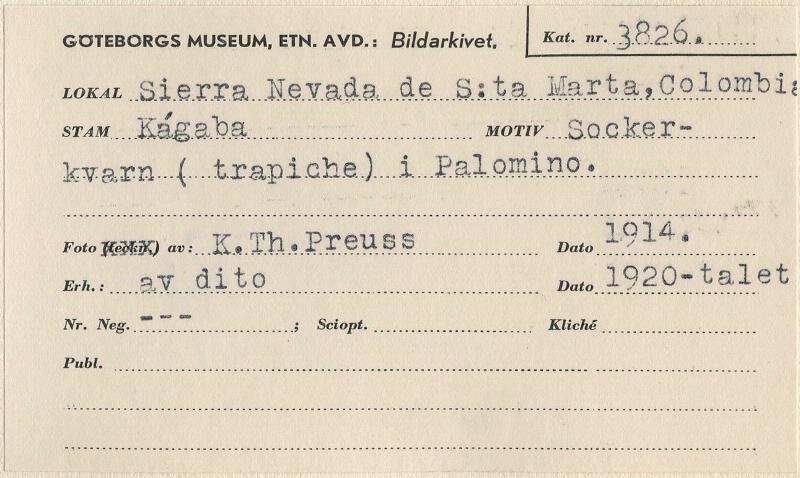 GÖTEBORGS MUSEUM, ETN. AVD.: Bildarkivet. Kat. nr. 3826.
LOKAL Sierra Nevada de S:ta Marta, Colombia
STAM Kágaba MOTIV Socker-
kvarn ( trapiche) i Palomino.
Foto (teckn.) av: K.Th.Preuss Dato 1914.
Erh.: av dito Dato 1920-talet
Nr. Neg. --- ; Sciopt. Kliché
Publ.